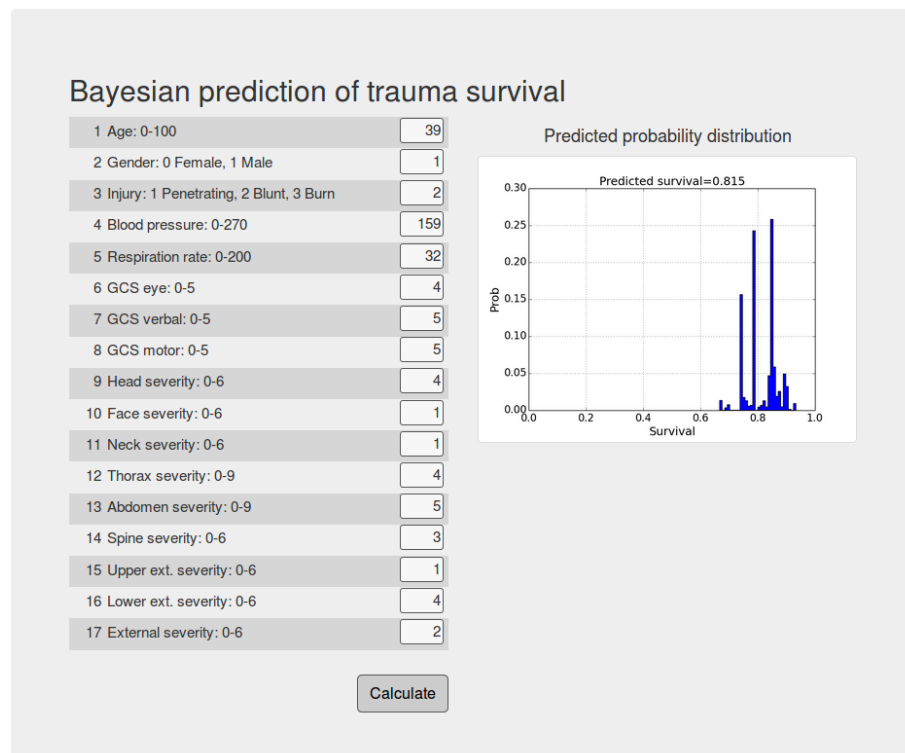 Bayesian prediction of trauma survival
1 Age: 0-100 39
2 Gender: 0 Female, 1 Male 1
3 Injury: 1 Penetrating, 2 Blunt, 3 Burn 2
4 Blood pressure: 0-270 159
5 Respiration rate: 0-200 32
6 GCS eye: 0-5 4
7 GCS verbal: 0-5 5
8 GCS motor: 0-5 5
9 Head severity: 0-6 4
10 Face severity: 0-6 1
11 Neck severity: 0-6 1
12 Thorax severity: 0-9 4
13 Abdomen severity: 0-9 5
14 Spine severity: 0-6 3
15 Upper ext. severity: 0-6 1
16 Lower ext. severity: 0-6 4
17 External severity: 0-6 2
Calculate
Predicted probability distribution
Predicted survival=0.815
0.30
0.25
0.20
0.15
0.10
0.05
0.00
Prob
0.0 0.2 0.4 0.6 0.8 1.0
Survival